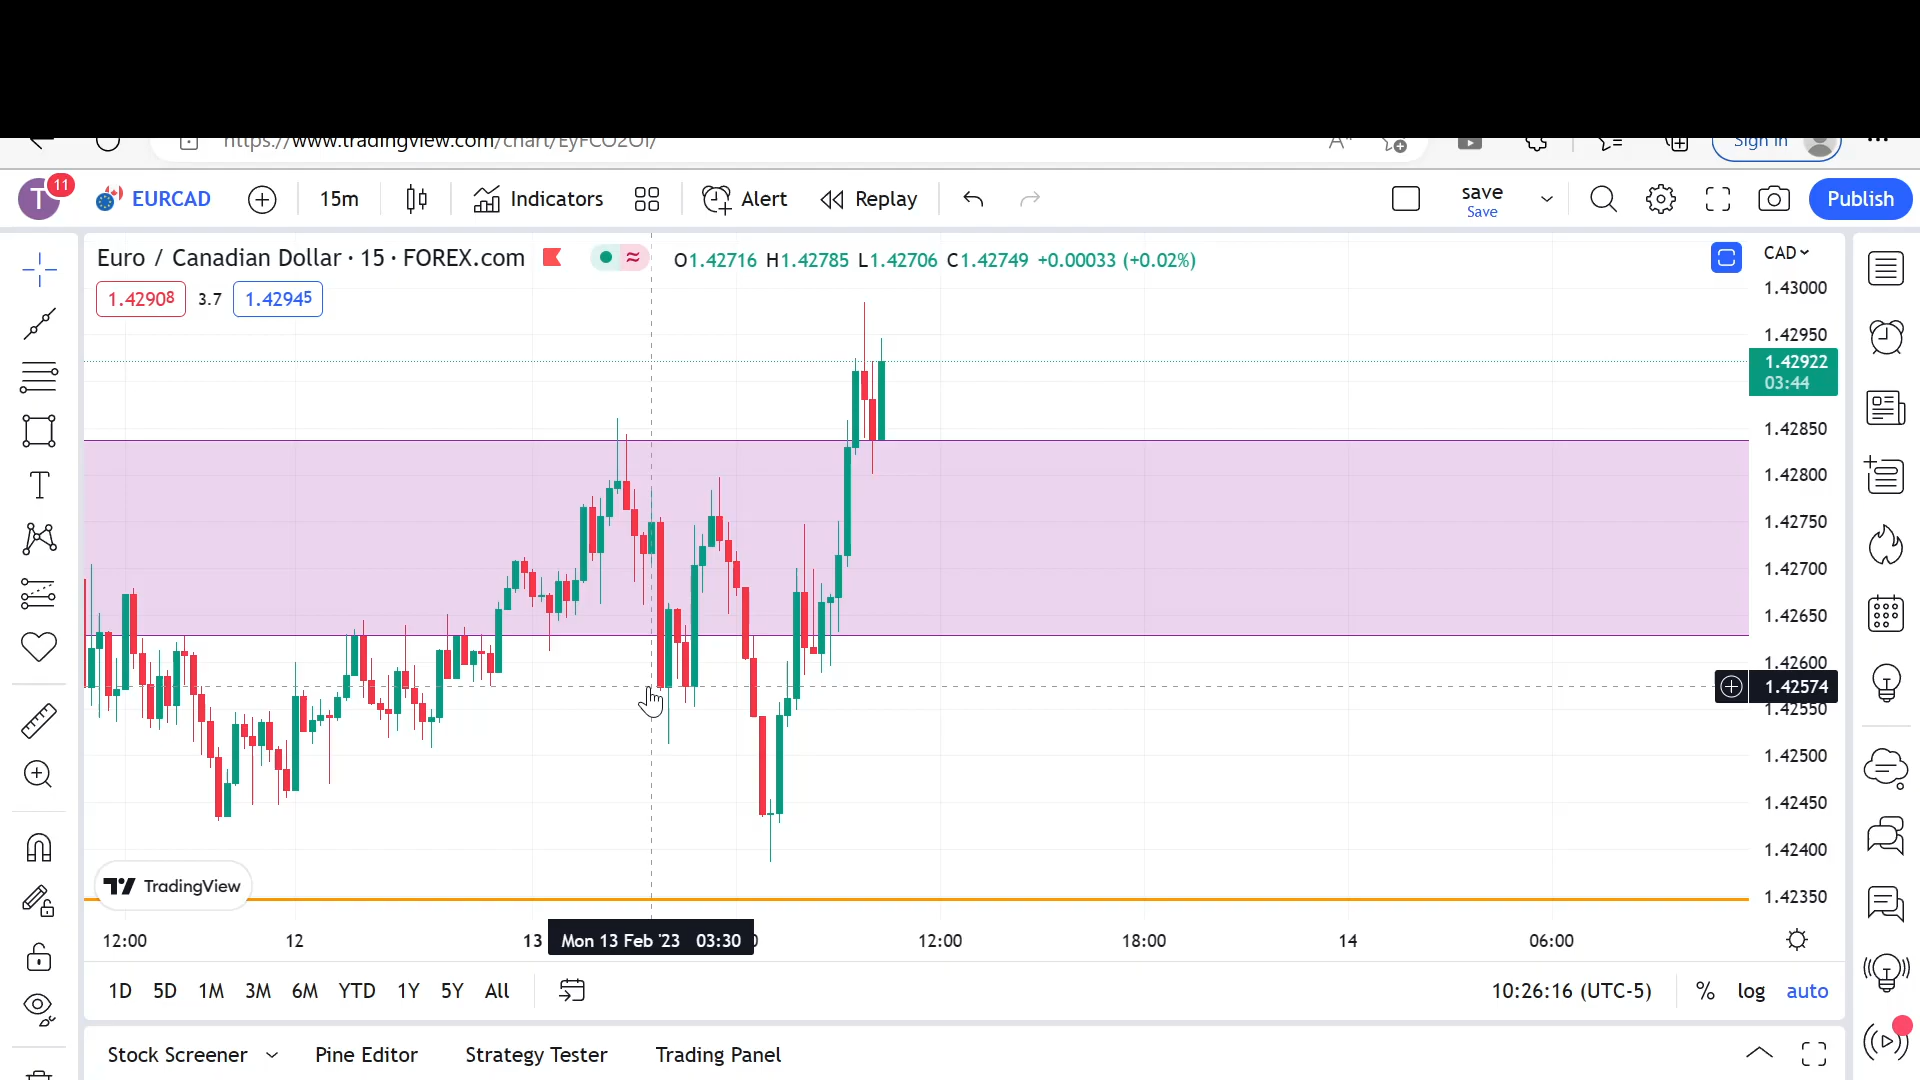 https://www.tradingview.com/chart/EyFCO2OI/
Sign in
T 11 EURCAD 15m Indicators Alert Replay save Save Publish
Euro / Canadian Dollar · 15 · FOREX.com O1.42716 H1.42785 L1.42706 C1.42749 +0.00033 (+0.02%) CAD
1.42908 3.7 1.42945
1.43000
1.42950
1.42922
03:44
1.42850
1.42800
1.42750
1.42700
1.42650
1.42600
1.42574
1.42550
1.42500
1.42450
1.42400
1.42350
TradingView
12:00 12 13 Mon 13 Feb '23 03:30 12:00 18:00 14 06:00
1D 5D 1M 3M 6M YTD 1Y 5Y All 10:26:16 (UTC-5) % log auto
Stock Screener Pine Editor Strategy Tester Trading Panel